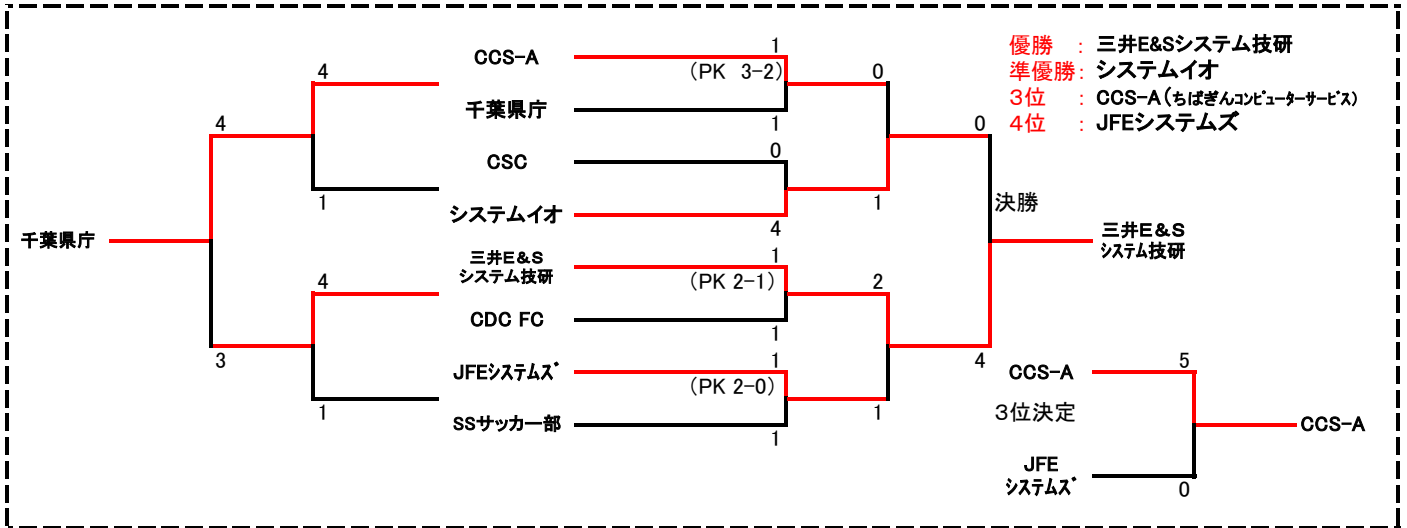 優勝 : 三井E&Sシステム技研
準優勝: システムイオ
3位 : CCS-A(ちばぎんコンピューターサービス)
4位 : JFEシステムズ
CCS-A
1
(PK 3-2)
千葉県庁
1
CSC
0
システムイオ
4
三井E&S
システム技研
1
(PK 2-1)
CDC FC
1
JFEシステムズ
1
(PK 2-0)
SSサッカー部
1
4
1
4
1
4
3
千葉県庁
0
1
2
1
0
決勝
4
三井E&S
システム技研
CCS-A
5
3位決定
JFE
システムズ
0
CCS-A